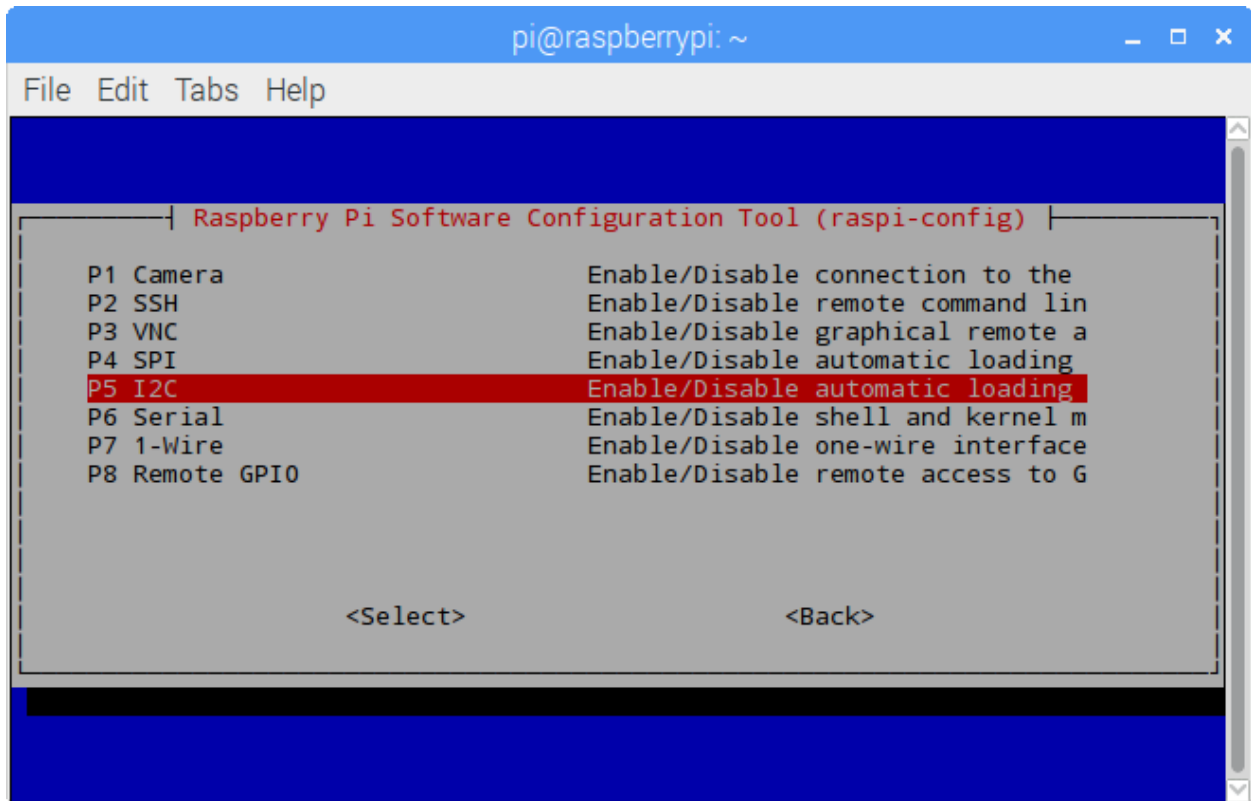 pi@raspberrypi: ~
File Edit Tabs Help
Raspberry Pi Software Configuration Tool (raspi-config)
P1 Camera Enable/Disable connection to the
P2 SSH Enable/Disable remote command lin
P3 VNC Enable/Disable graphical remote a
P4 SPI Enable/Disable automatic loading
P5 I2C Enable/Disable automatic loading
P6 Serial Enable/Disable shell and kernel m
P7 1-Wire Enable/Disable one-wire interface
P8 Remote GPIO Enable/Disable remote access to G
<Select> <Back>